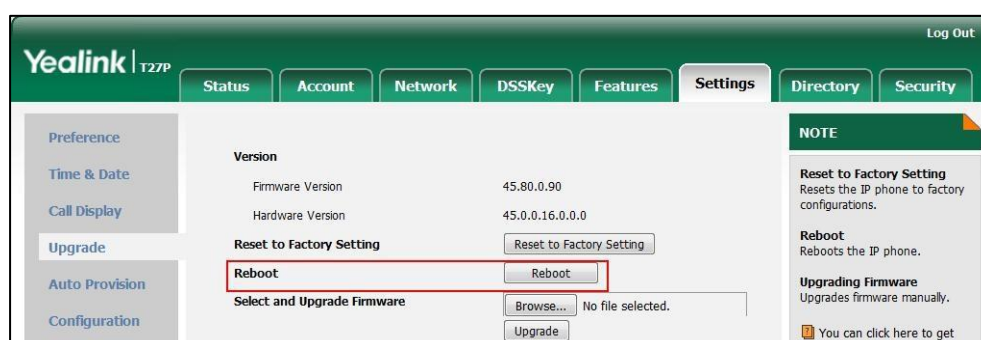 Log Out
Yealink | T27P
Status Account Network DSSKey Features Settings Directory Security
Preference
Time & Date
Call Display
Upgrade
Auto Provision
Configuration
Version
Firmware Version 45.80.0.90
Hardware Version 45.0.0.16.0.0.0
Reset to Factory Setting Reset to Factory Setting
Reboot Reboot
Select and Upgrade Firmware Browse... No file selected.
Upgrade
NOTE
Reset to Factory Setting
Resets the IP phone to factory
configurations.
Reboot
Reboots the IP phone.
Upgrading Firmware
Upgrades firmware manually.
You can click here to get